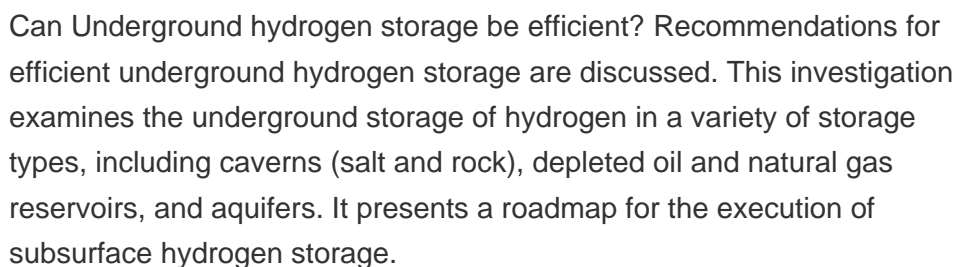 Can Underground hydrogen storage be efficient? Recommendations for
efficient underground hydrogen storage are discussed. This investigation
examines the underground storage of hydrogen in a variety of storage
types, including caverns (salt and rock), depleted oil and natural gas
reservoirs, and aquifers. It presents a roadmap for the execution of
subsurface hydrogen storage.